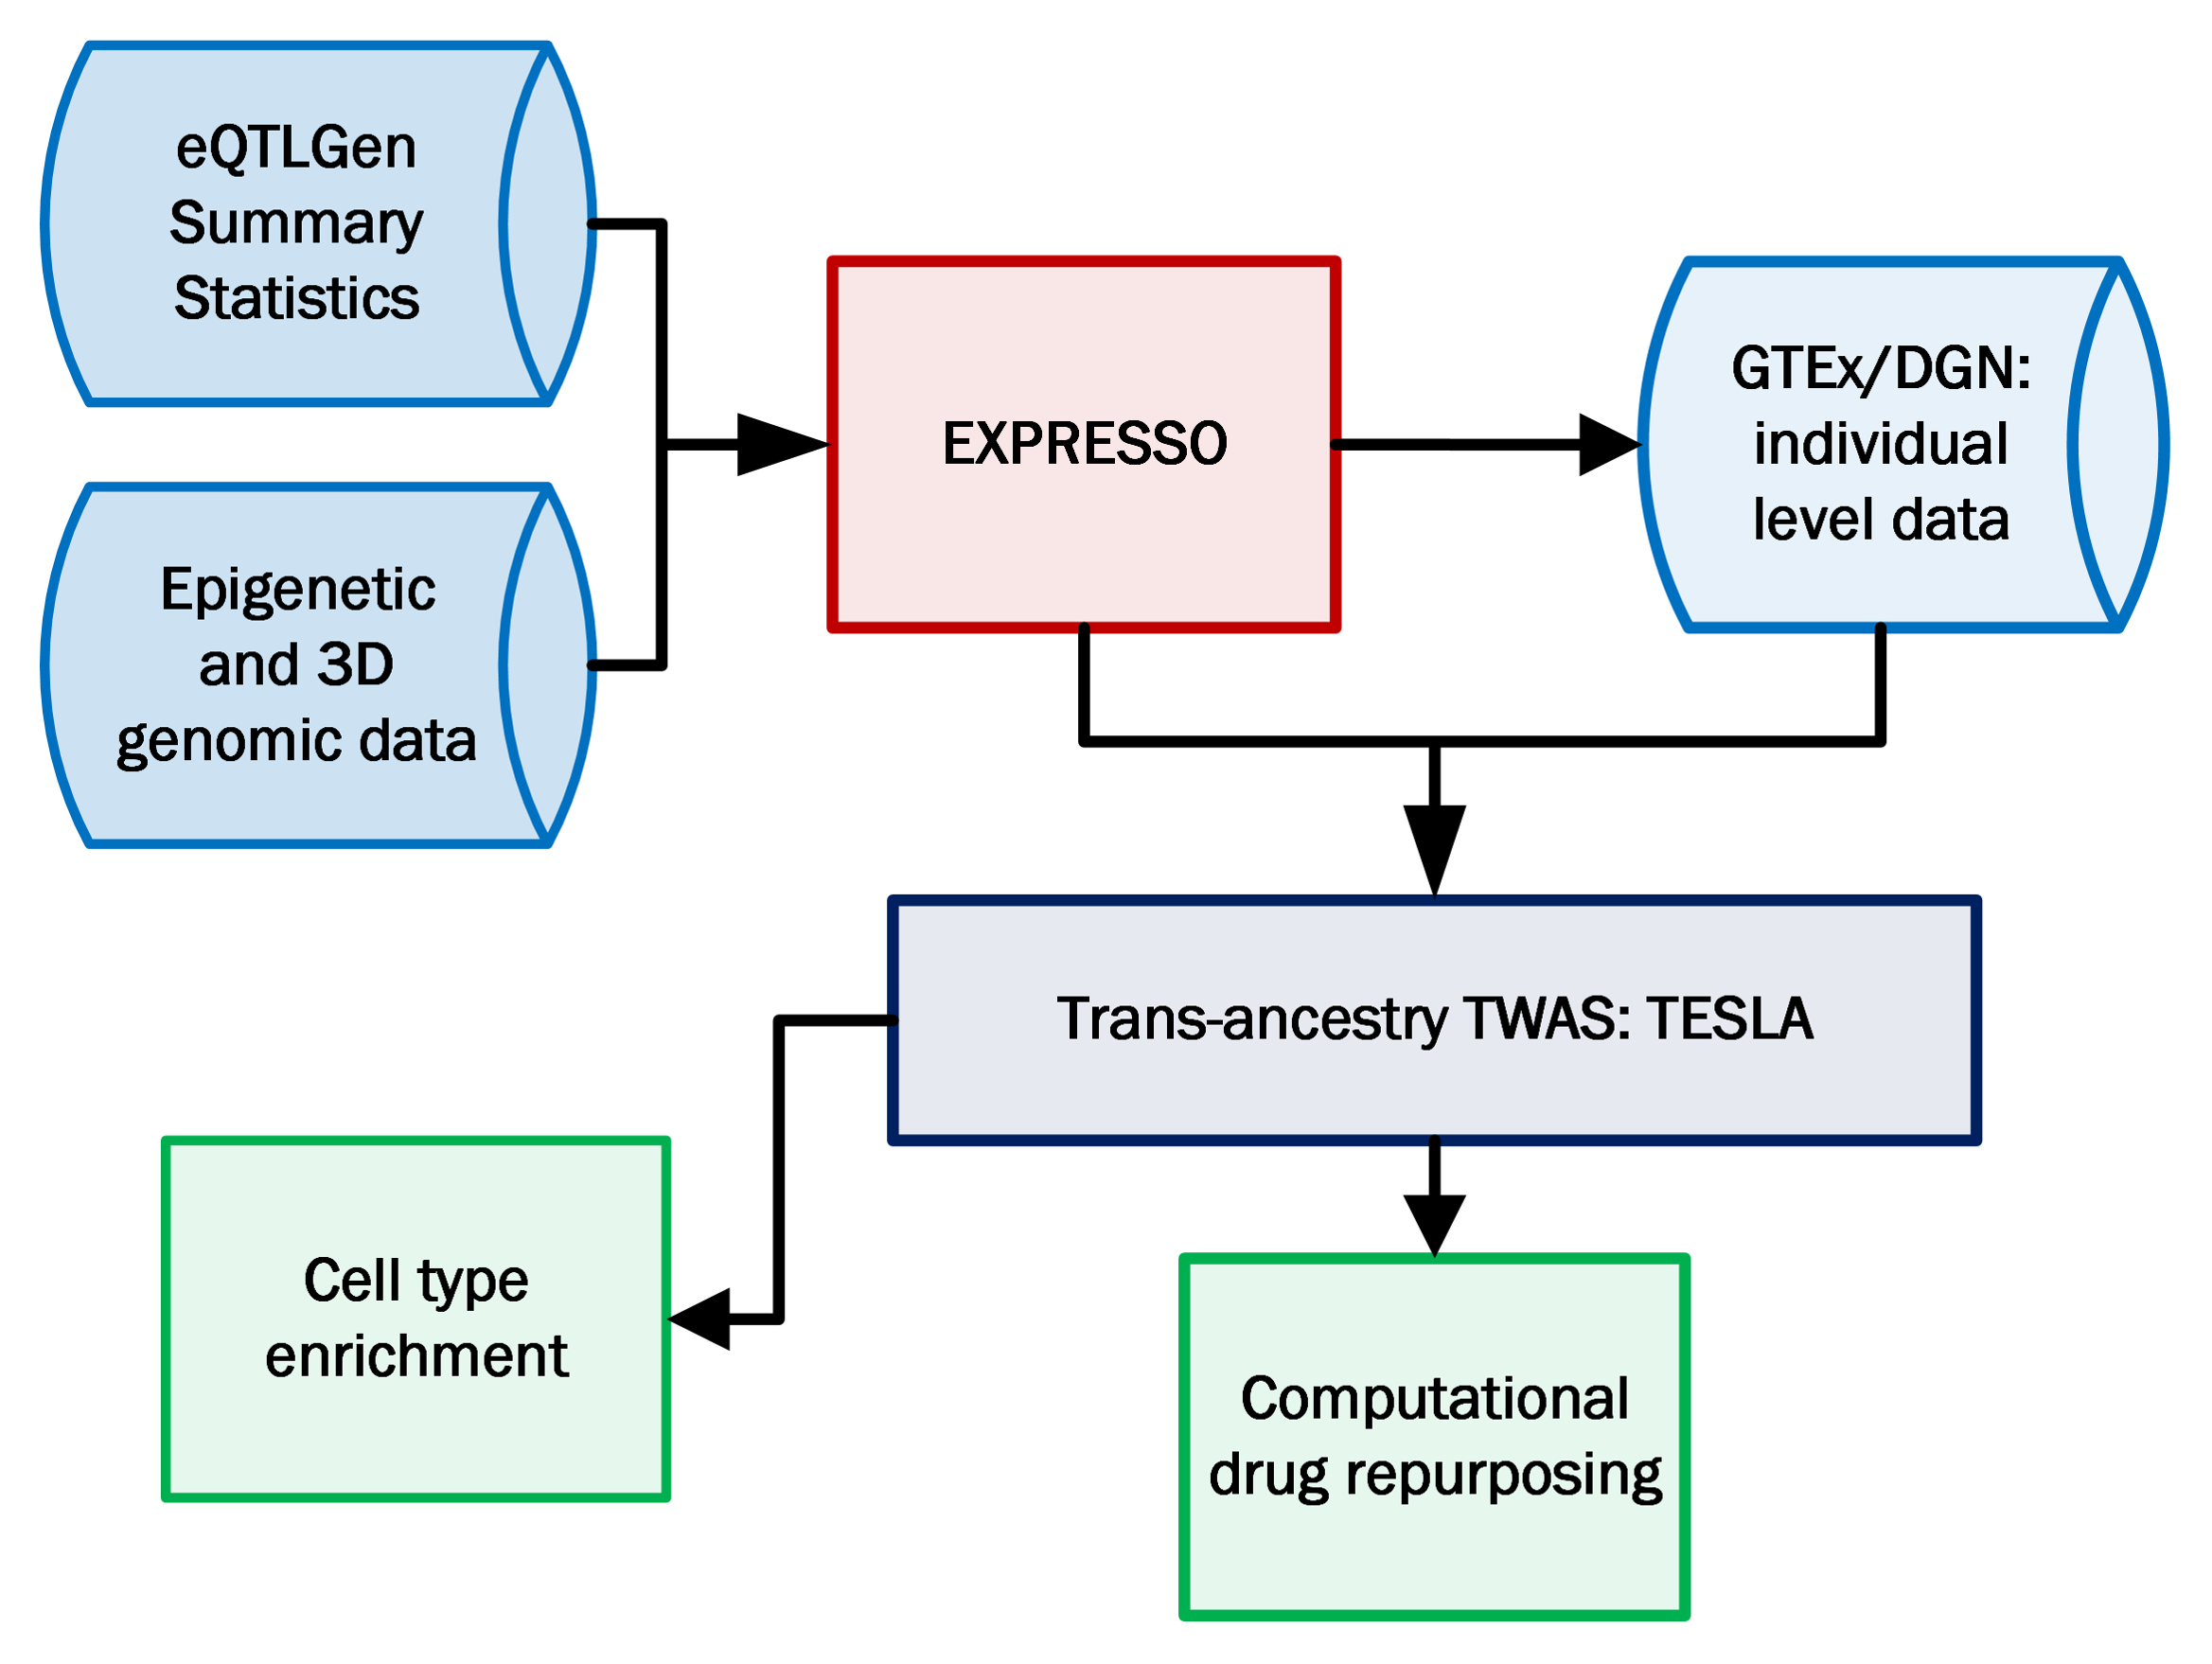 eQTLGen
Summary
Statistics
Epigenetic
and 3D
genomic data
EXPRESSO
GTEx/DGN:
individual
level data
Trans-ancestry TWAS: TESLA
Cell type
enrichment
Computational
drug repurposing